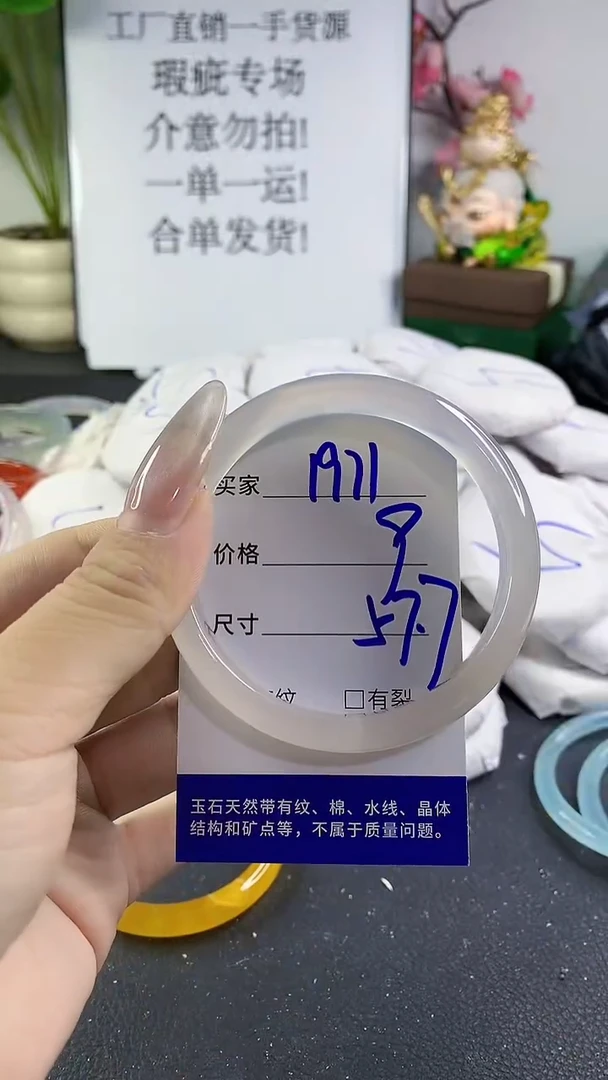 工厂直销一手货源
瑕疵专场
介意勿拍!
一单一运!
合单发货!
买家 1971
价格
尺寸 57.7
纹 □有裂
玉石天然带有纹、棉、水线、晶体
结构和矿点等，不属于质量问题。